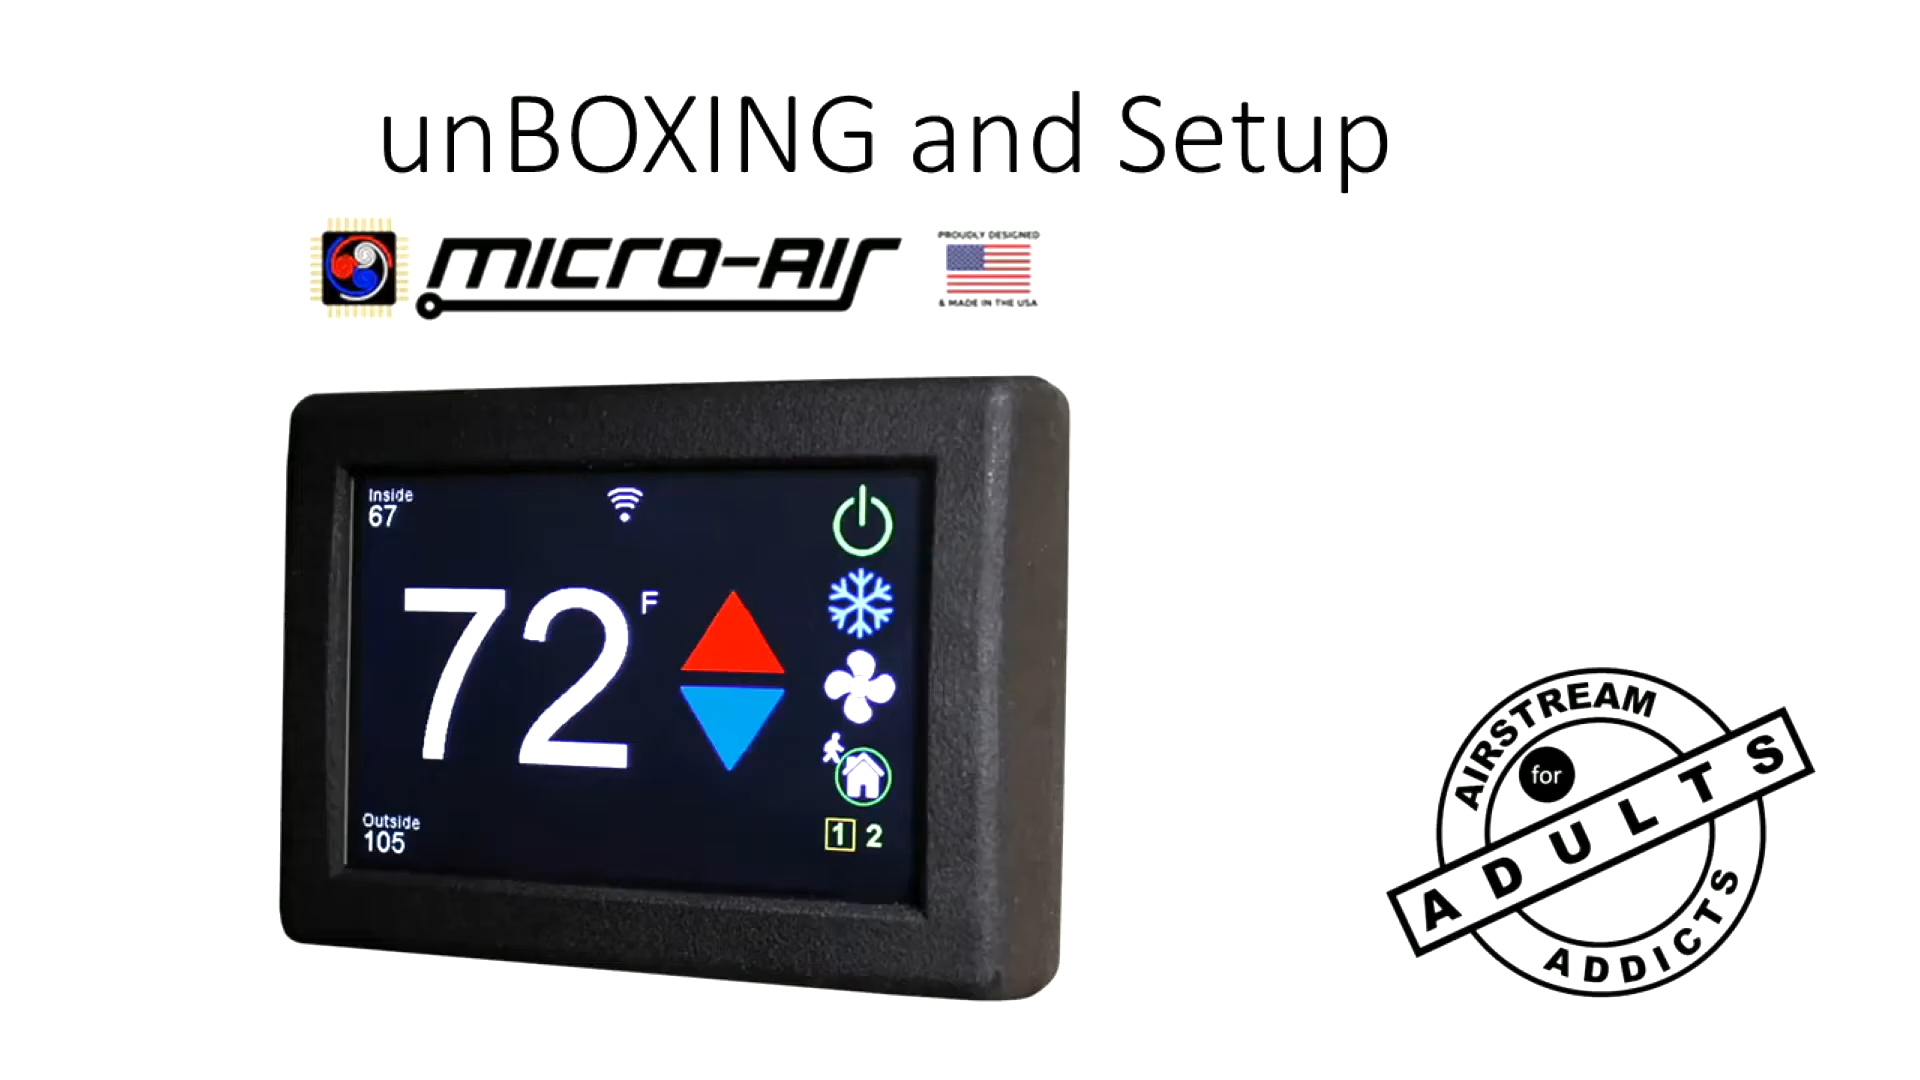 unBOXING and Setup
MICRO-AIR
PROUDLY DESIGNED
& MADE IN THE USA
Inside
67
72 F
Outside
105
1 2
AIRSTREAM
for
ADULTS
ADDICTS